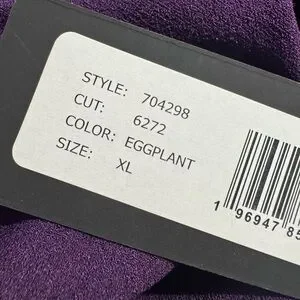 STYLE: 704298
CUT: 6272
COLOR: EGGPLANT
SIZE: XL
1 96947 85